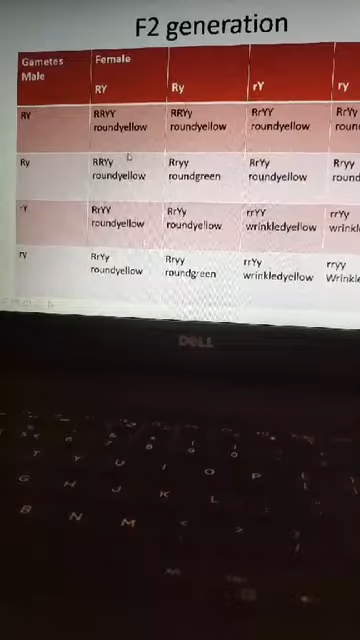 F2 generation
Gametes Male Female
RY Ry rY ry
RY RRYY RRYy RrYY RrYy
roundyellow roundyellow roundyellow
Ry RRYy Rryy RrYy Rryy
roundyellow roundgreen roundyellow
rY RrYY RrYy rrYY rrYy
roundyellow roundyellow wrinkledyellow
ry RrYy Rryy rrYy rryy
roundyellow roundgreen wrinkledyellow
DELL
T Y U I O P
G H J K L
B N M < >